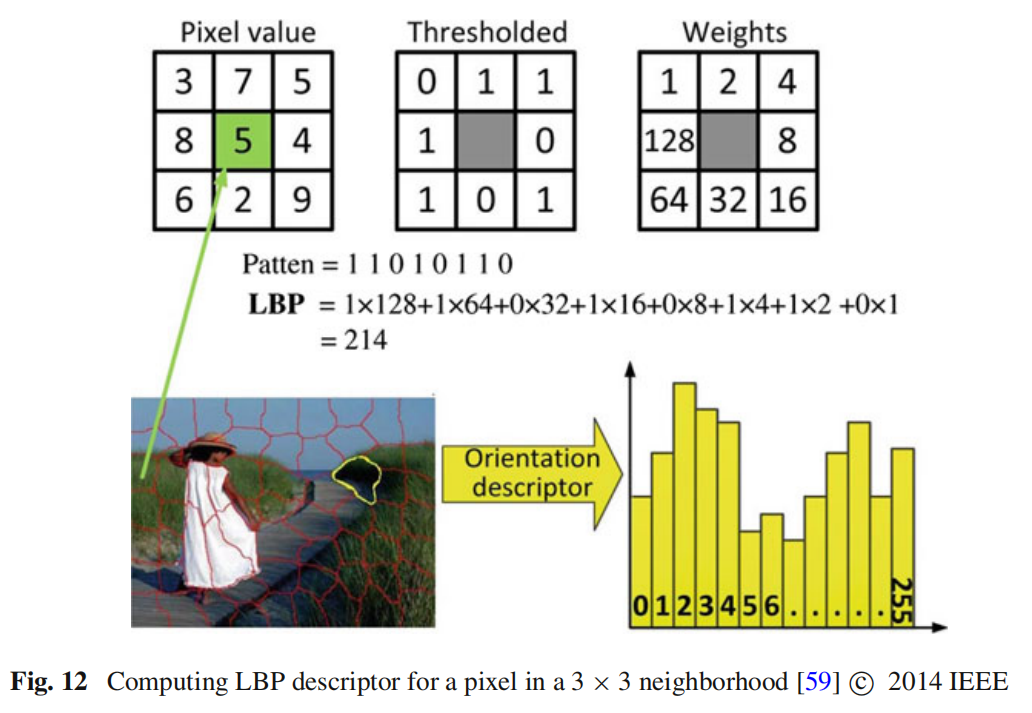 Pixel value Thresholded Weights
3 7 5 0 1 1 1 2 4
8 5 4 1 0 128 8
6 2 9 1 0 1 64 32 16
Patten = 1 1 0 1 0 1 1 0
LBP = 1×128+1×64+0×32+1×16+0×8+1×4+1×2 +0×1
= 214
Orientation
descriptor
0 1 2 3 4 5 6 . . . . . 255
Fig. 12 Computing LBP descriptor for a pixel in a 3 × 3 neighborhood [59] © 2014 IEEE